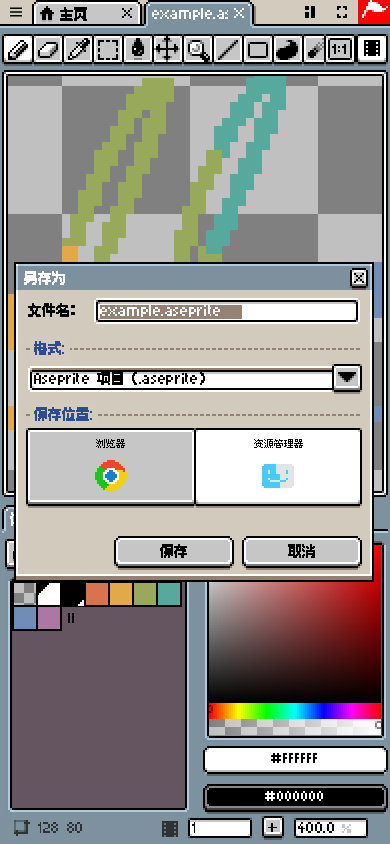 主页
example.as
1:1
另存为
文件名:
example.aseprite
格式:
Aseprite 项目 (.aseprite)
保存位置:
浏览器
资源管理器
保存
取消
#FFFFFF
#000000
128 80
1
400.0 %